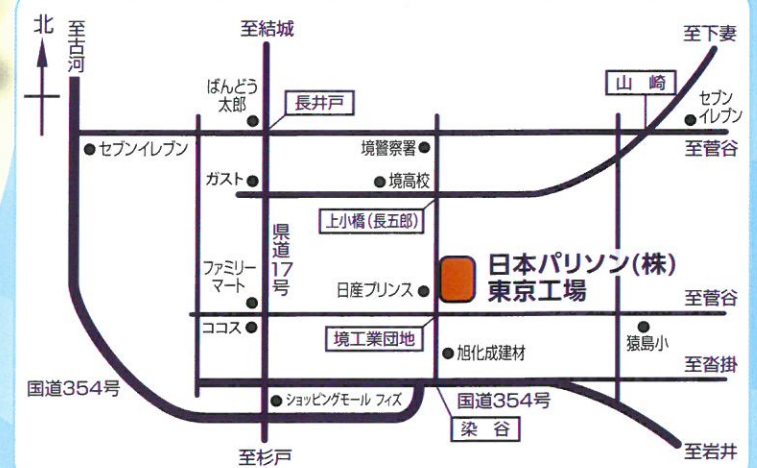 北
至古河
至結城
至下妻
ばんどう
太郎
長井戸
山 崎
セブン
イレブン
セブンイレブン
境警察署
至菅谷
ガスト
境高校
上小橋(長五郎)
県道17号
日本パリソン(株)
東京工場
ファミリー
マート
日産プリンス
至菅谷
ココス
境工業団地
猿島小
旭化成建材
至沓掛
国道354号
ショッピングモール フィズ
国道354号
染 谷
至杉戸
至岩井